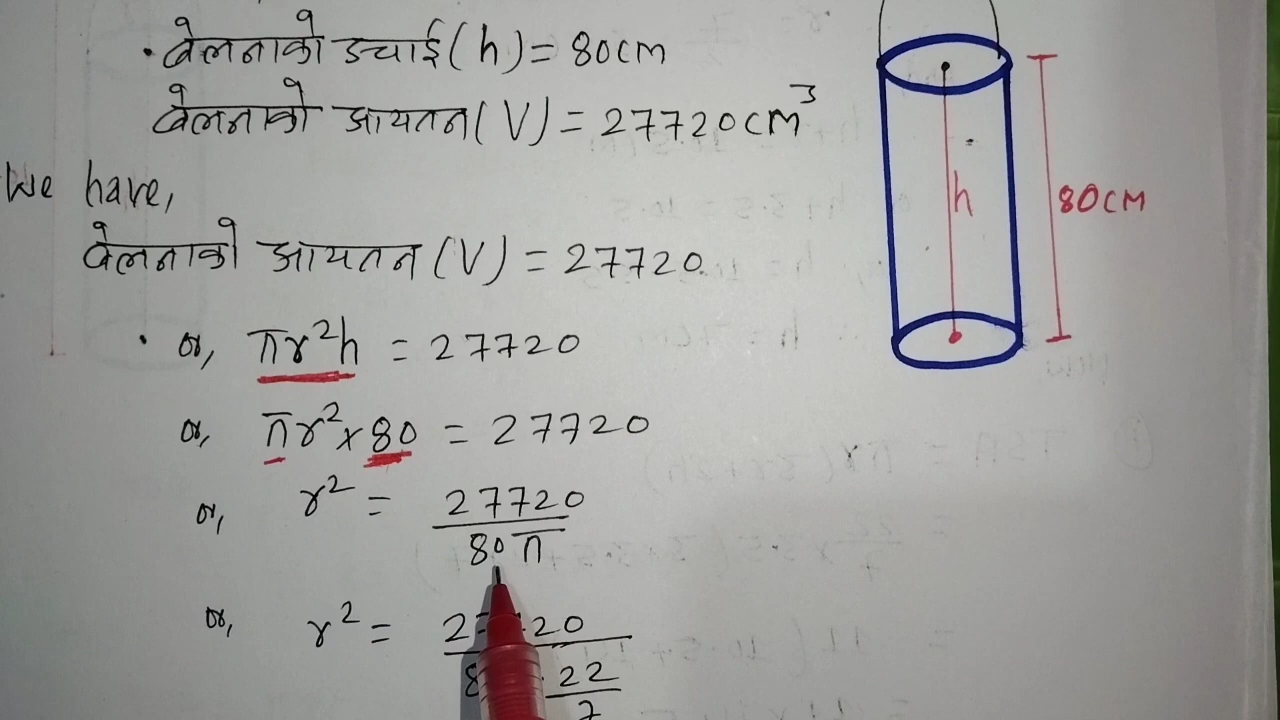 • वेलनाको उचाई (h) = 80cm
वेलनाको आयतन (V) = 27720cm³
We have,
वेलनाको आयतन (V) = 27720
• or, πr²h = 27720
or, πr² × 80 = 27720
or, r² = 27720 / 80π
or, r² = 20 / 22/7
h
80cm